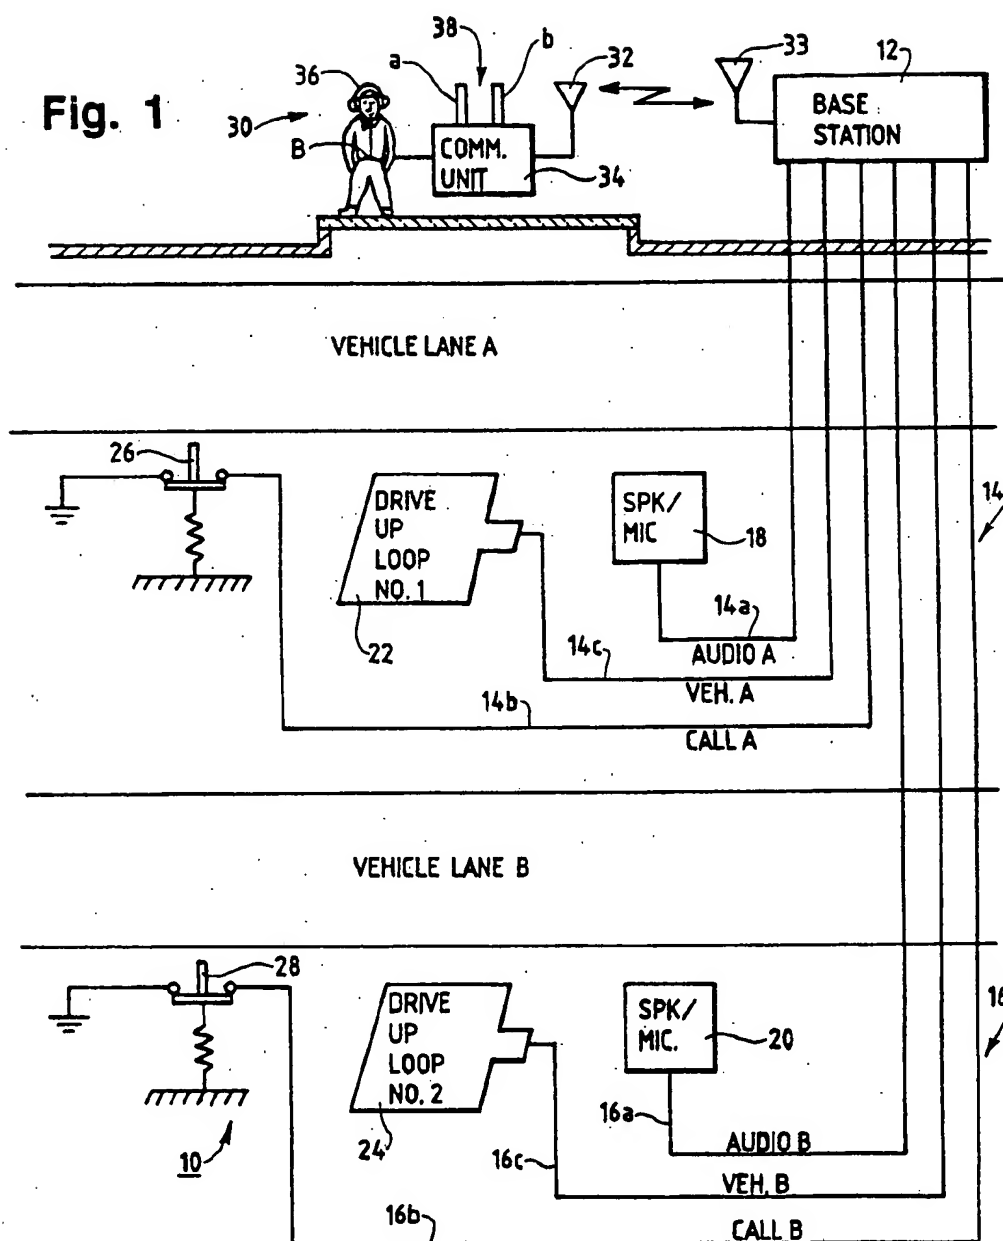 Fig. 1
38
a
b
32
33
12
36
30
B
COMM.
UNIT
34
BASE
STATION
VEHICLE LANE A
26
DRIVE
UP
LOOP
NO. 1
22
SPK/
MIC
18
14
14a
AUDIO A
14c
VEH. A
14b
CALL A
VEHICLE LANE B
28
10
DRIVE
UP
LOOP
NO. 2
24
SPK/
MIC.
20
16
16a
AUDIO B
16c
VEH. B
16b
CALL B